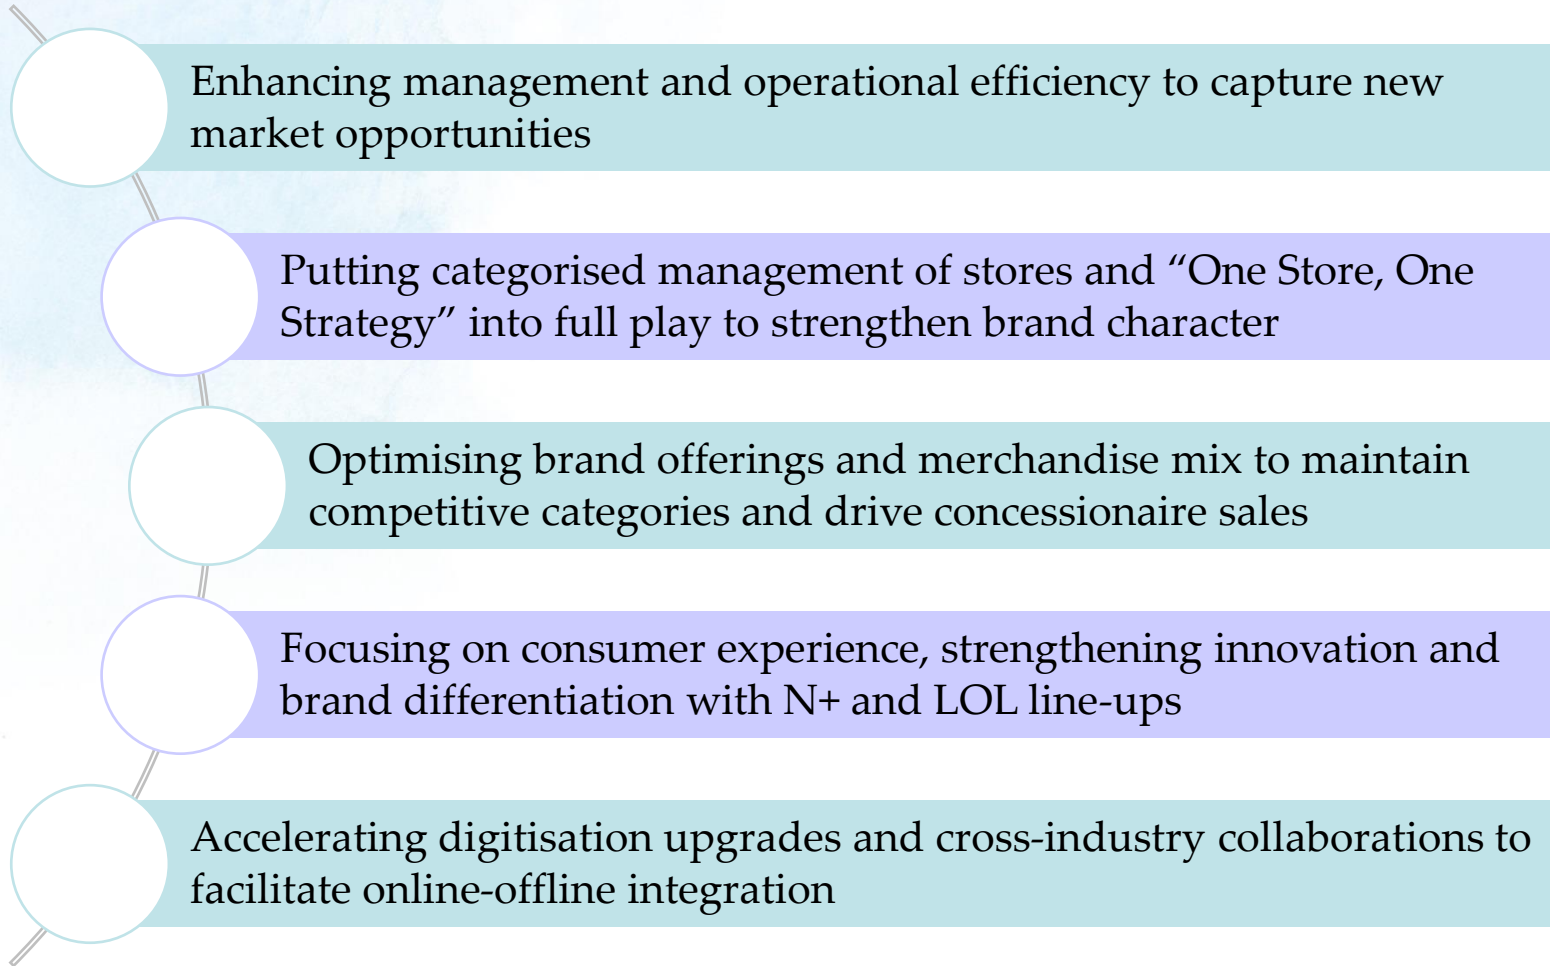 Enhancing management and operational efficiency to capture new
market opportunities
Putting categorised management of stores and “One Store, One
Strategy” into full play to strengthen brand character
Optimising brand offerings and merchandise mix to maintain
competitive categories and drive concessionaire sales
Focusing on consumer experience, strengthening innovation and
brand differentiation with N+ and LOL line-ups
Accelerating digitisation upgrades and cross-industry collaborations to
facilitate online-offline integration